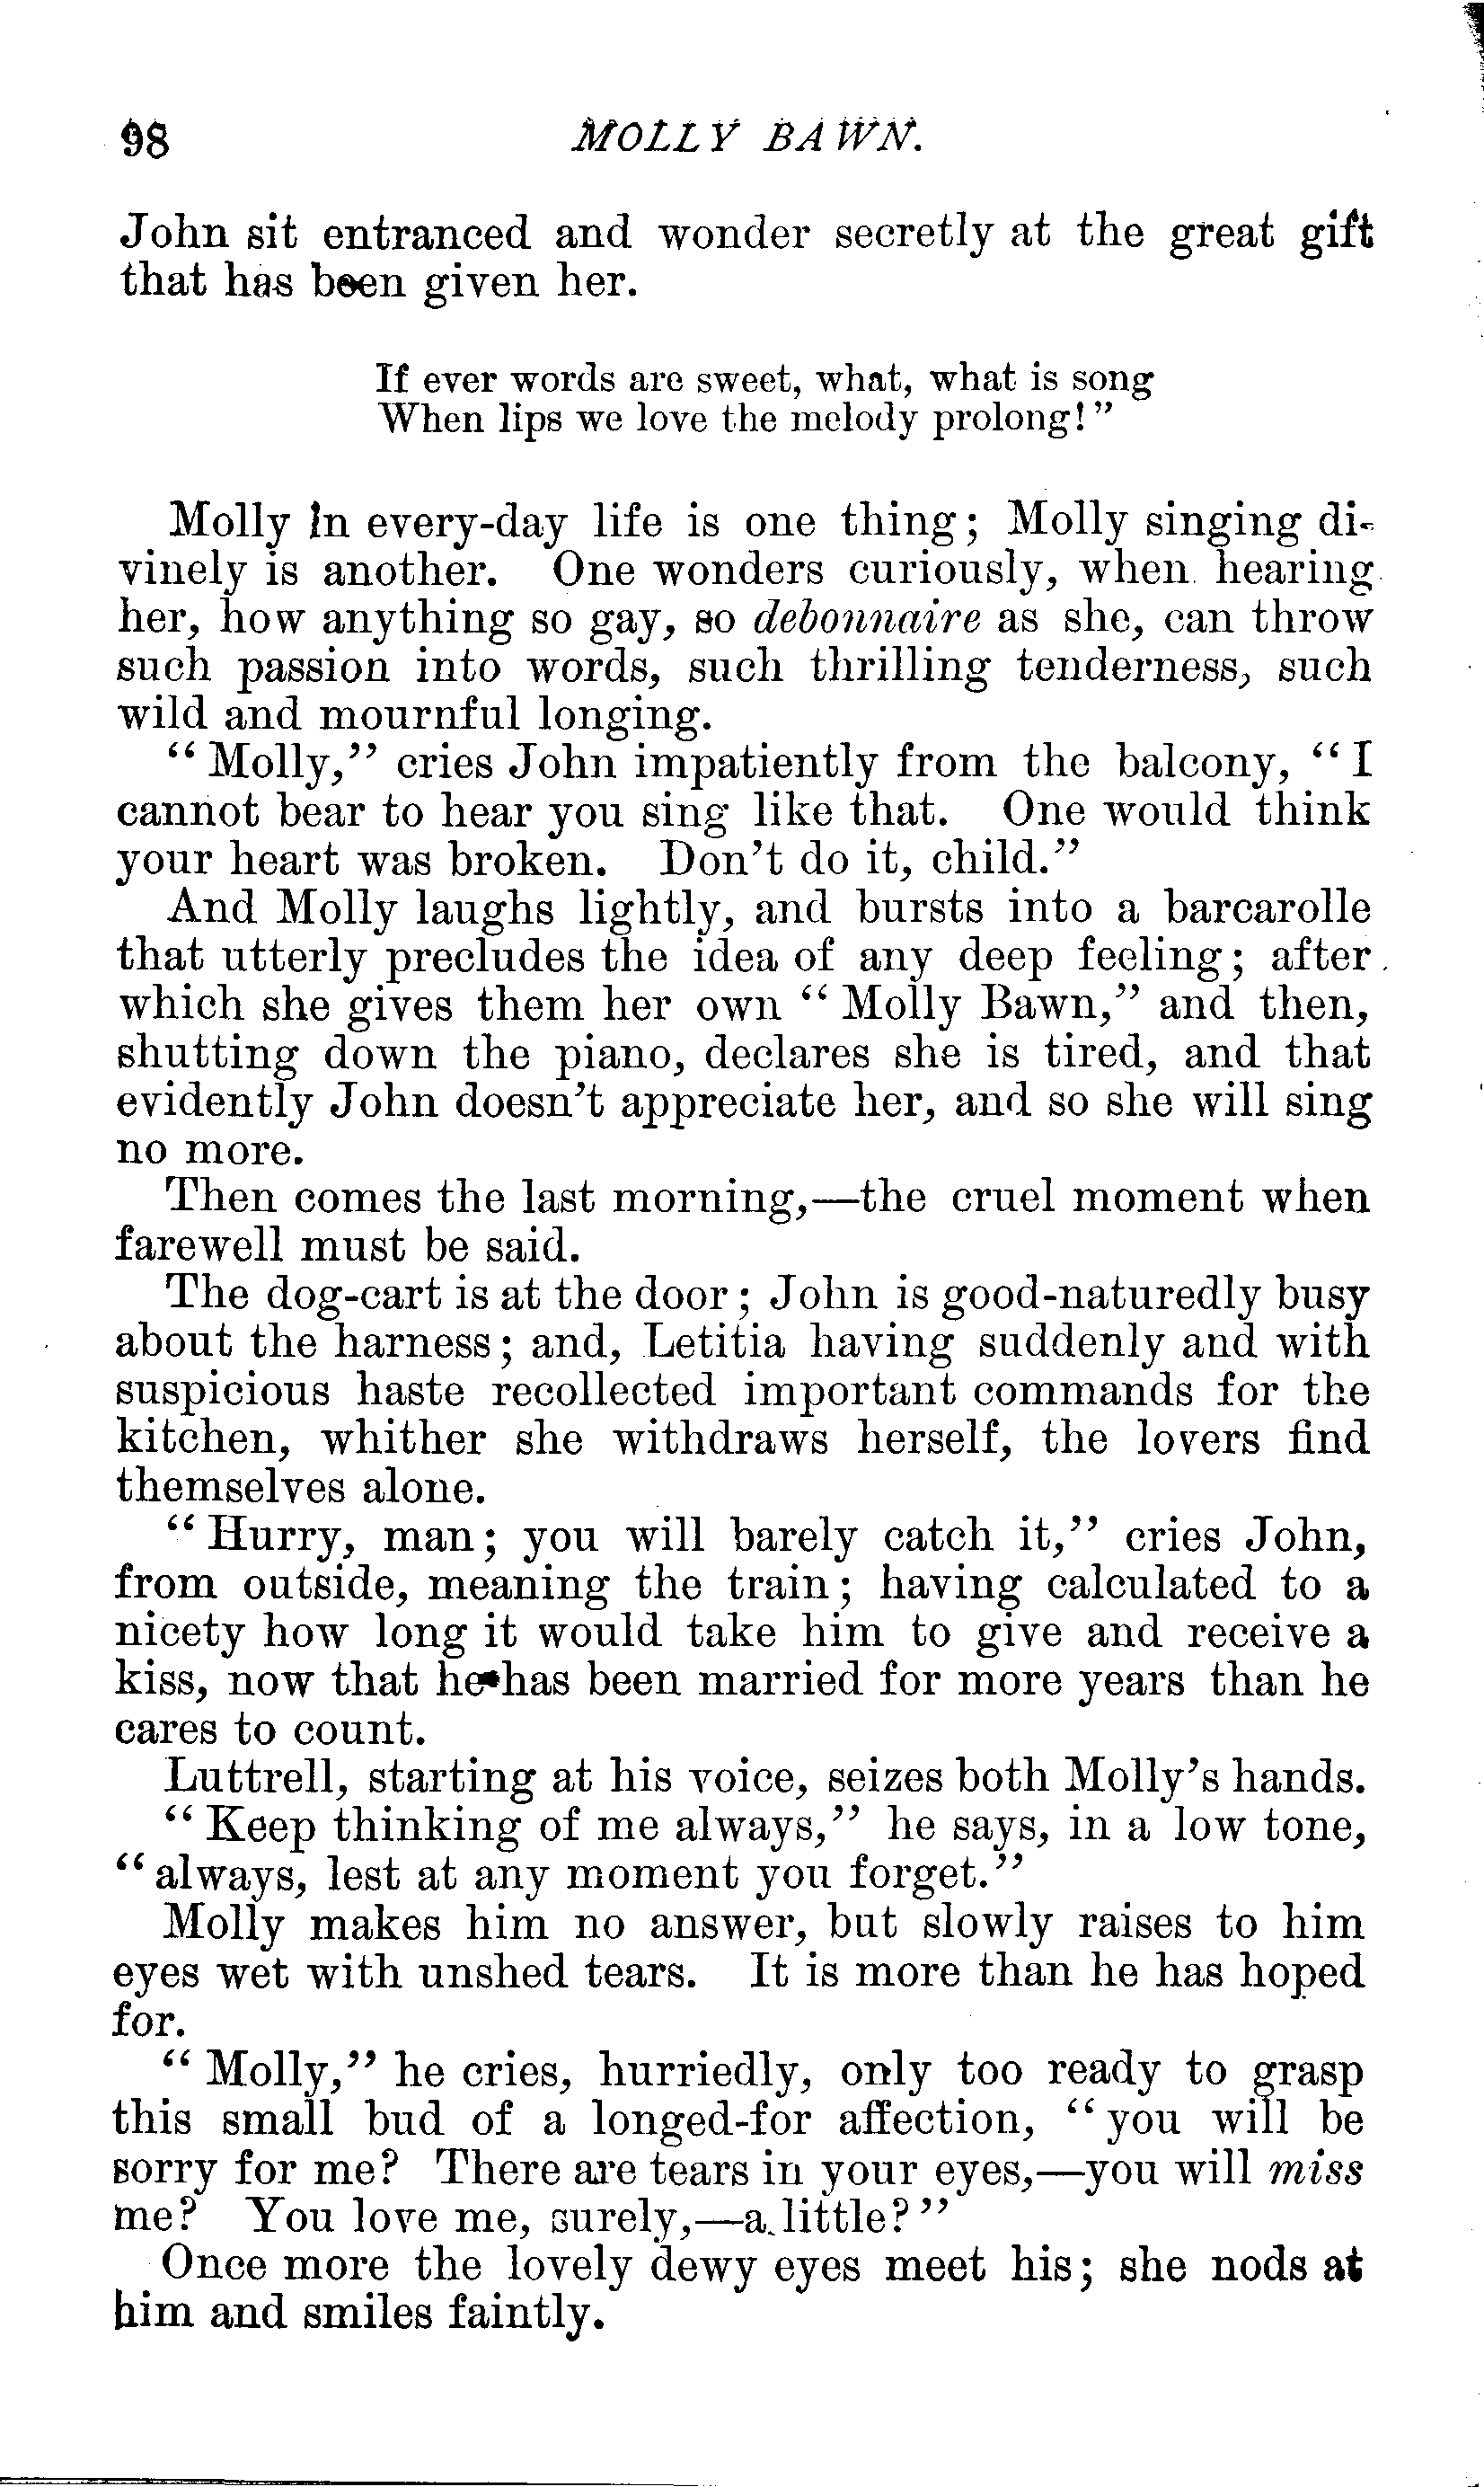 98 MOLLY BAWN.
John sit entranced and wonder secretly at the great gift
that has been given her.
If ever words are sweet, what, what is song
When lips we love the melody prolong!"
Molly in every-day life is one thing; Molly singing di-
vinely is another. One wonders curiously, when hearing
her, how anything so gay, so debonnaire as she, can throw
such passion into words, such thrilling tenderness, such
wild and mournful longing.
"Molly," cries John impatiently from the balcony, "I
cannot bear to hear you sing like that. One would think
your heart was broken. Don't do it, child."
And Molly laughs lightly, and bursts into a barcarolle
that utterly precludes the idea of any deep feeling; after
which she gives them her own "Molly Bawn," and then,
shutting down the piano, declares she is tired, and that
evidently John doesn't appreciate her, and so she will sing
no more.
Then comes the last morning,—the cruel moment when
farewell must be said.
The dog-cart is at the door; John is good-naturedly busy
about the harness; and, Letitia having suddenly and with
suspicious haste recollected important commands for the
kitchen, whither she withdraws herself, the lovers find
themselves alone.
"Hurry, man; you will barely catch it," cries John,
from outside, meaning the train; having calculated to a
nicety how long it would take him to give and receive a
kiss, now that he has been married for more years than he
cares to count.
Luttrell, starting at his voice, seizes both Molly's hands.
"Keep thinking of me always," he says, in a low tone,
"always, lest at any moment you forget."
Molly makes him no answer, but slowly raises to him
eyes wet with unshed tears. It is more than he has hoped
for.
"Molly," he cries, hurriedly, only too ready to grasp
this small bud of a longed-for affection, "you will be
sorry for me? There are tears in your eyes,—you will miss
me? You love me, surely,—a little?"
Once more the lovely dewy eyes meet his; she nods at
him and smiles faintly.